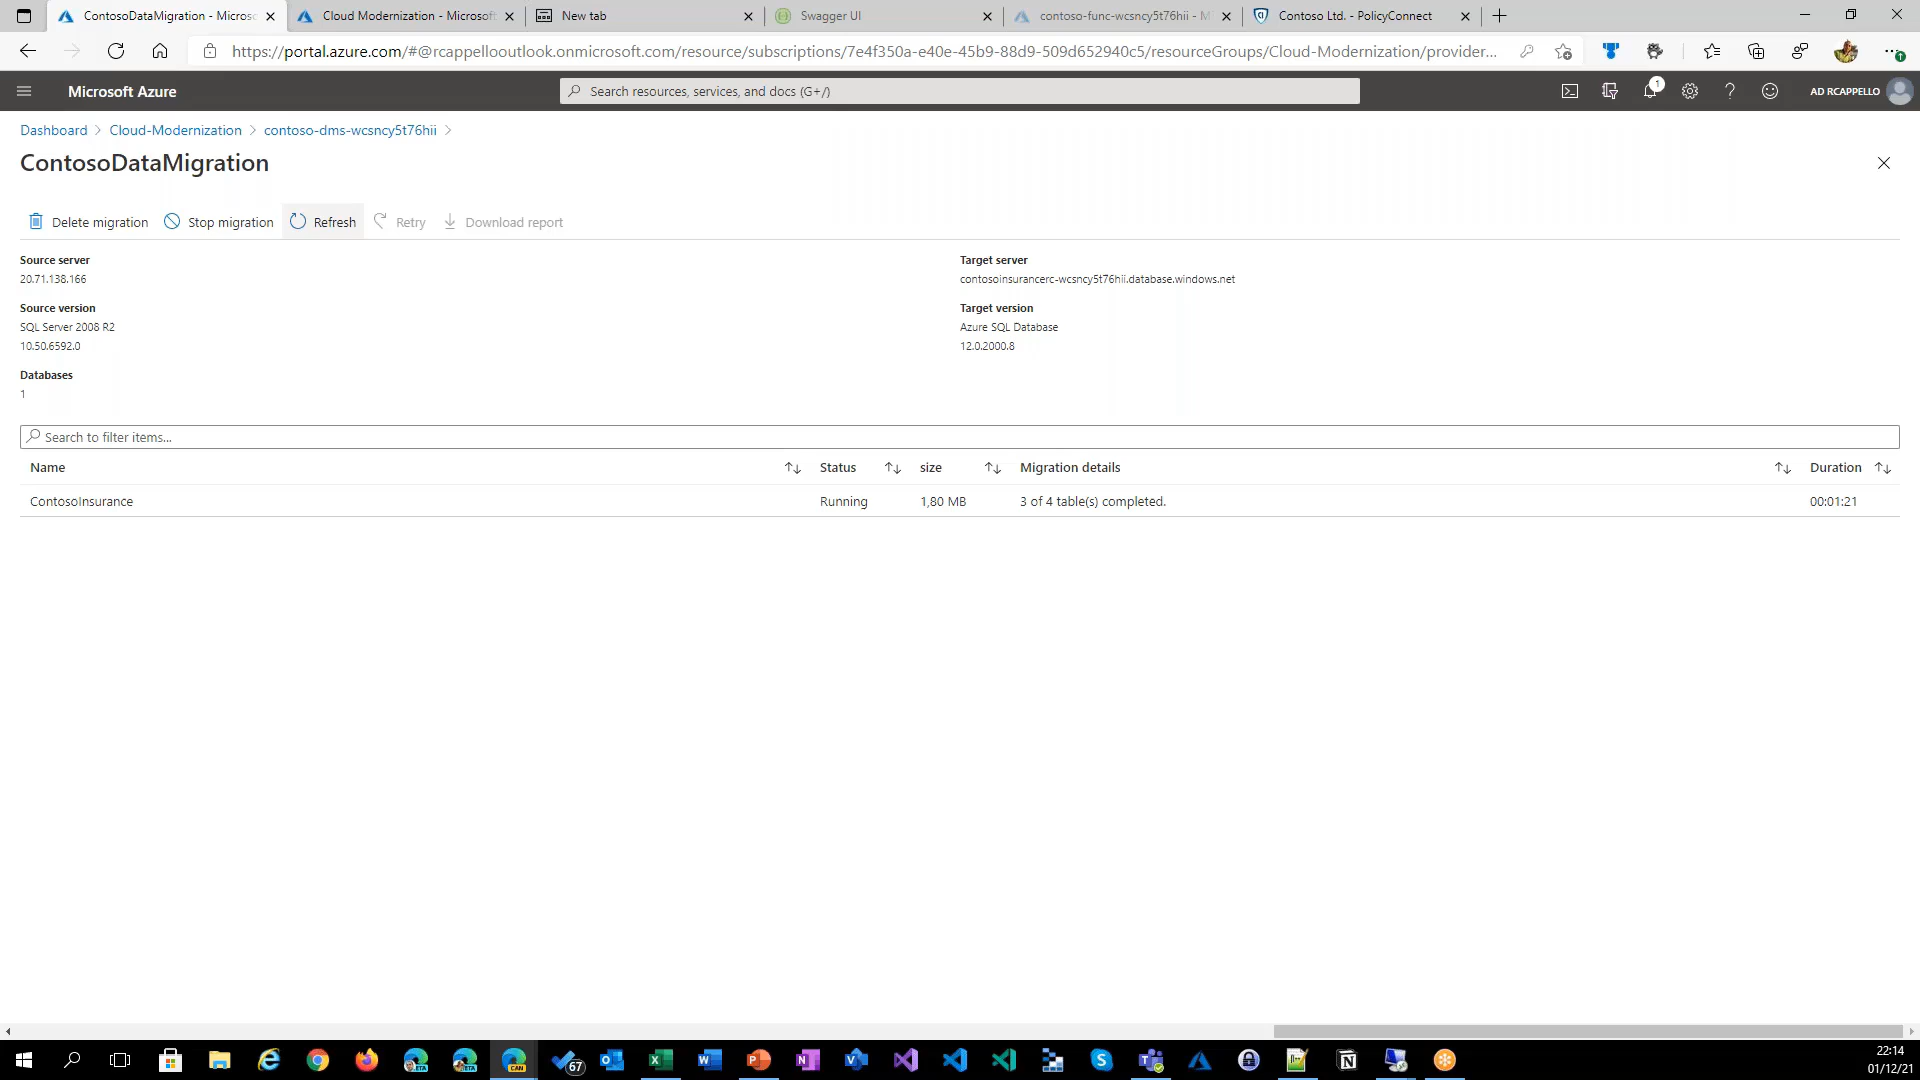 ContosoDataMigration - Microso
Cloud Modernization - Microsoft
New tab
Swagger UI
contoso-func-wcsncy5t76hii - M
Contoso Ltd. - PolicyConnect
https://portal.azure.com/#@rcappellooutlook.onmicrosoft.com/resource/subscriptions/7e4f350a-e40e-45b9-88d9-509d652940c5/resourceGroups/Cloud-Modernization/provider...
Microsoft Azure
Search resources, services, and docs (G+/)
1
AD RCAPPELLO
Dashboard > Cloud-Modernization > contoso-dms-wcsncy5t76hii >
ContosoDataMigration
Delete migration
Stop migration
Refresh
Retry
Download report
Source server
20.71.138.166
Source version
SQL Server 2008 R2
10.50.6592.0
Databases
1
Target server
contosoinsurancerc-wcsncy5t76hii.database.windows.net
Target version
Azure SQL Database
12.0.2000.8
Search to filter items...
Name Status size Migration details Duration
ContosoInsurance Running 1,80 MB 3 of 4 table(s) completed. 00:01:21
BETA
BETA
CAN
67
22:14
01/12/21